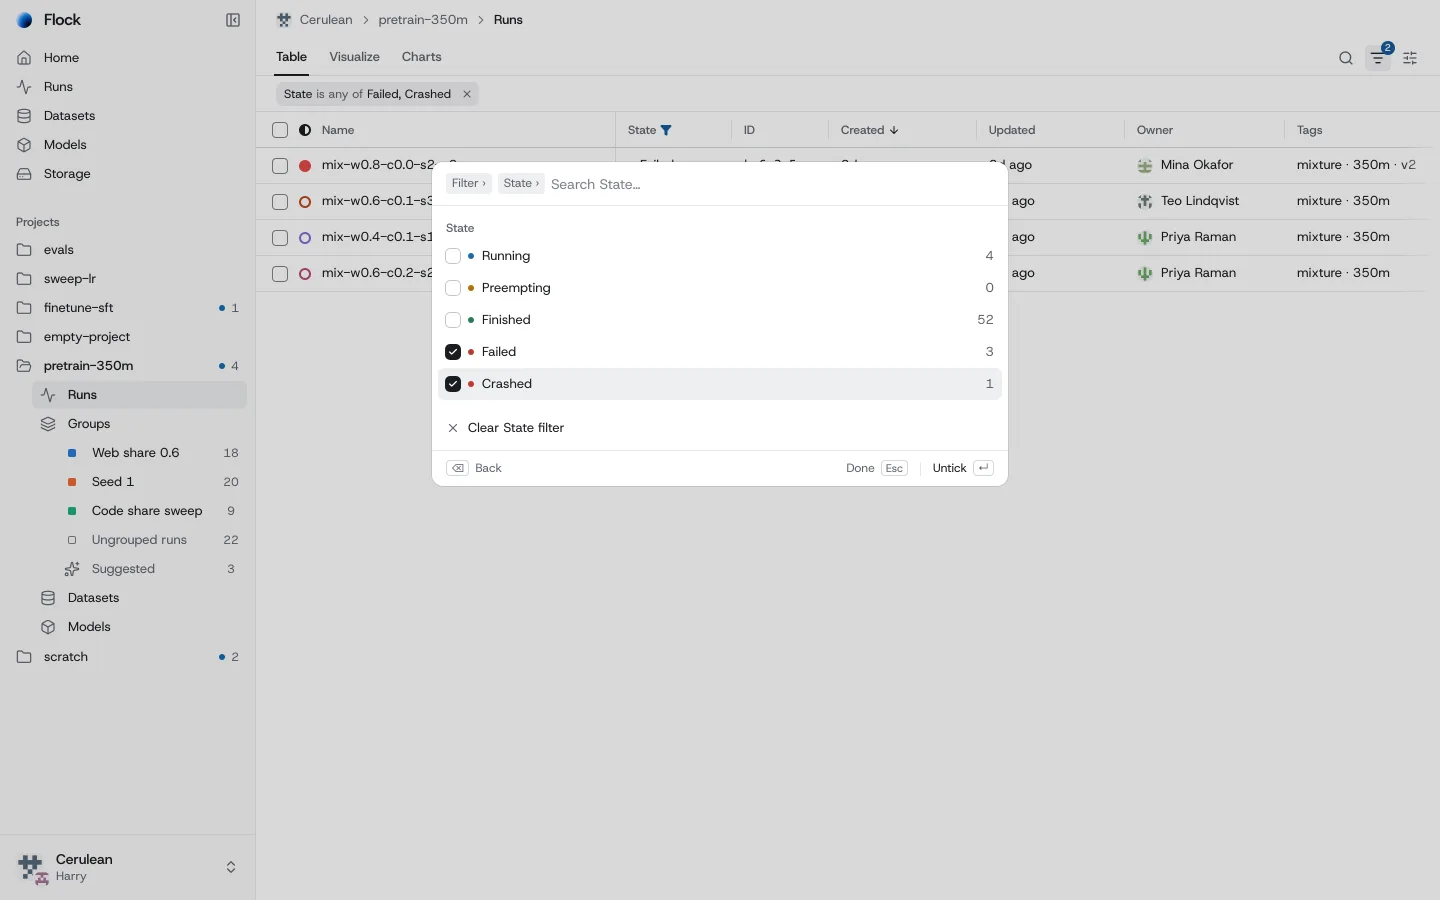 Flock
Home
Runs
Datasets
Models
Storage
Projects
evals
sweep-lr
finetune-sft 1
empty-project
pretrain-350m 4
Runs
Groups
Web share 0.6 18
Seed 1 20
Code share sweep 9
Ungrouped runs 22
Suggested 3
Datasets
Models
scratch 2
Cerulean
Harry
Cerulean > pretrain-350m > Runs
Table Visualize Charts
2
State is any of Failed, Crashed
Name State ID Created Updated Owner Tags
mix-w0.8-c0.0-s2 ago Mina Okafor mixture · 350m · v2
mix-w0.6-c0.1-s3 ago Teo Lindqvist mixture · 350m
mix-w0.4-c0.1-s1 ago Priya Raman mixture · 350m
mix-w0.6-c0.2-s2 ago Priya Raman mixture · 350m
Filter › State › Search State...
State
Running 4
Preempting 0
Finished 52
Failed 3
Crashed 1
Clear State filter
Back Done Esc Untick